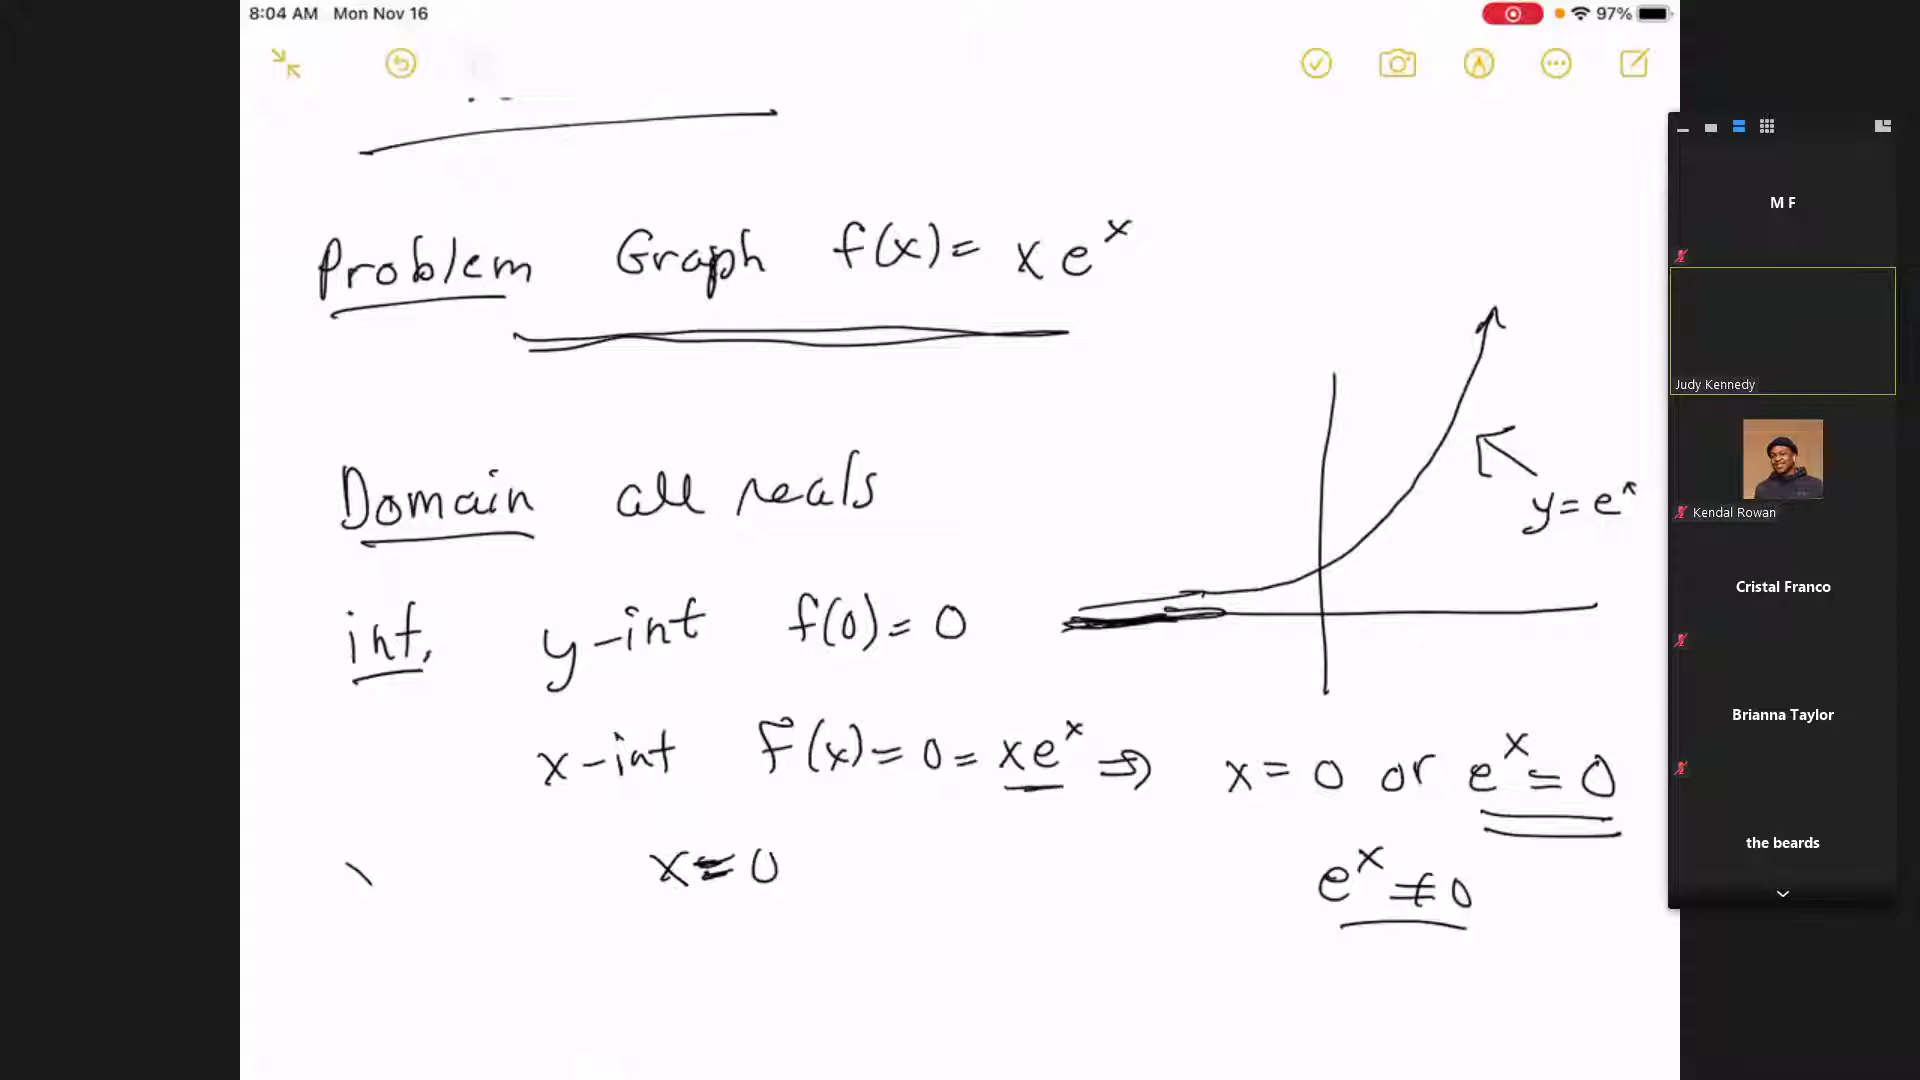 8:04 AM Mon Nov 16
97%
Problem Graph f(x) = x e^x
Domain all reals
y = e^x
int. y-int f(0) = 0
x-int f(x) = 0 = xe^x ⇒ x = 0 or e^x = 0
x = 0
e^x ≠ 0
M F
Judy Kennedy
Kendal Rowan
Cristal Franco
Brianna Taylor
the beards